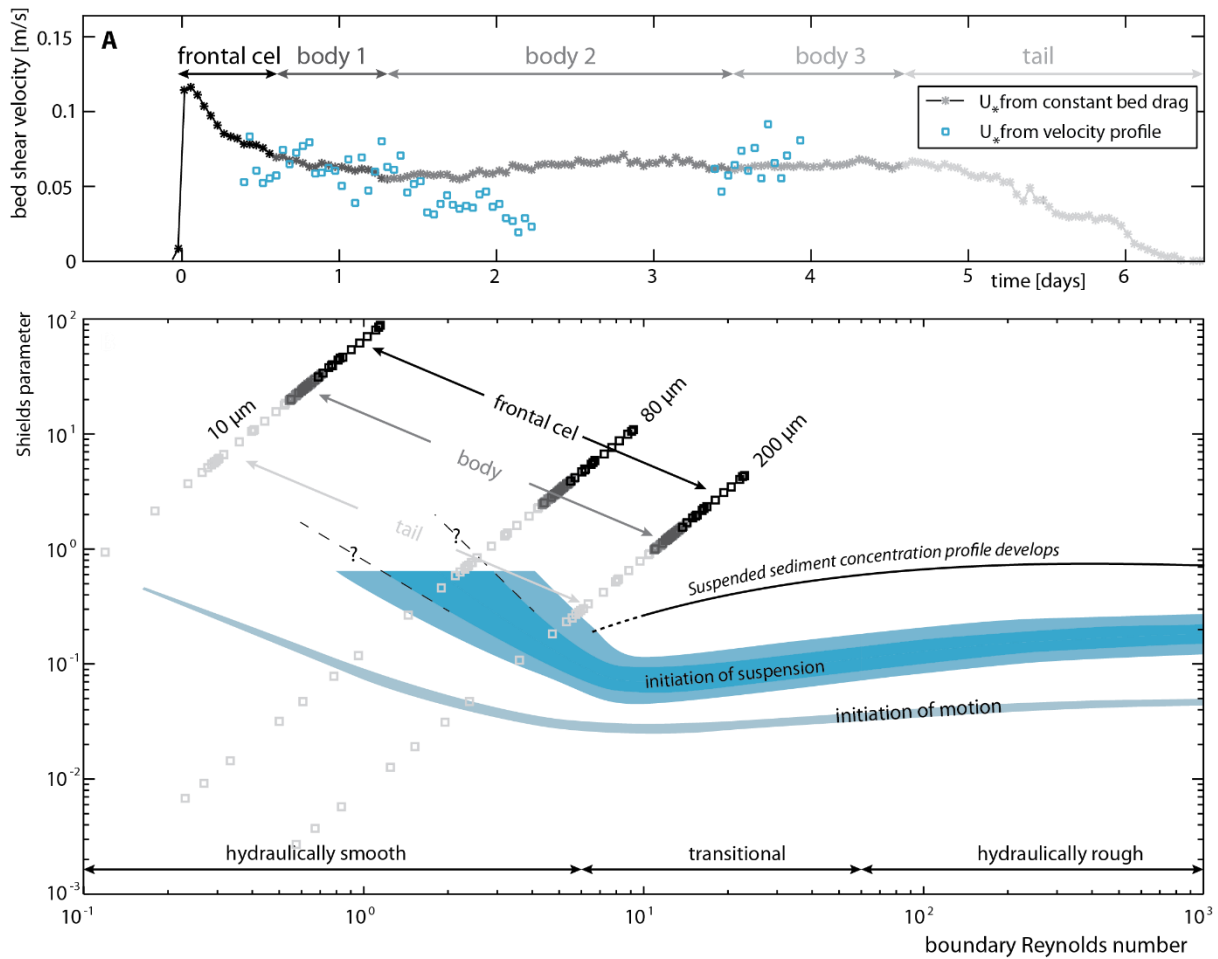 A
frontal cel
body 1
body 2
body 3
tail
U* from constant bed drag
U* from velocity profile
bed shear velocity [m/s]
0.15
0.1
0.05
0
0
1
2
3
4
5
6
time [days]
Shields parameter
10²
10¹
10⁰
10⁻¹
10⁻²
10⁻³
10 µm
80 µm
200 µm
frontal cel
body
tail
?
?
Suspended sediment concentration profile develops
initiation of suspension
initiation of motion
hydraulically smooth
transitional
hydraulically rough
10⁻¹
10⁰
10¹
10²
10³
boundary Reynolds number